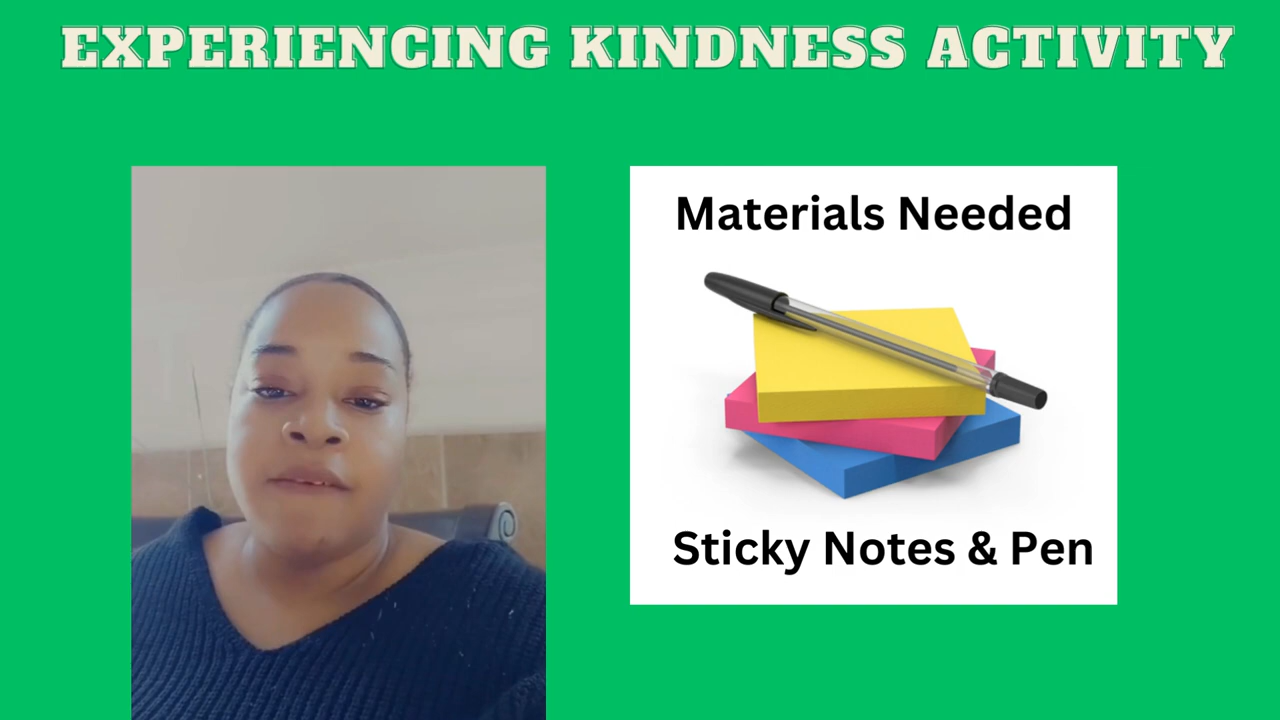 EXPERIENCING KINDNESS ACTIVITY
Materials Needed
Sticky Notes & Pen